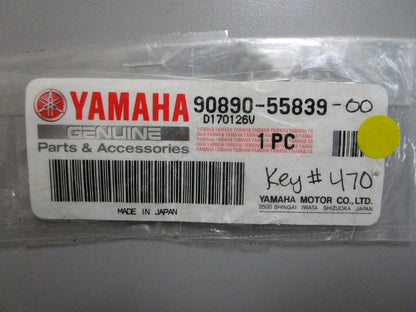 YAMAHA 90890-55839-00
D170126V
GENUINE
Parts & Accessories
1 PC
Key # 470
MADE IN JAPAN
YAMAHA MOTOR CO., LTD.
2500 SHINGAI IWATA SHIZUOKA JAPAN